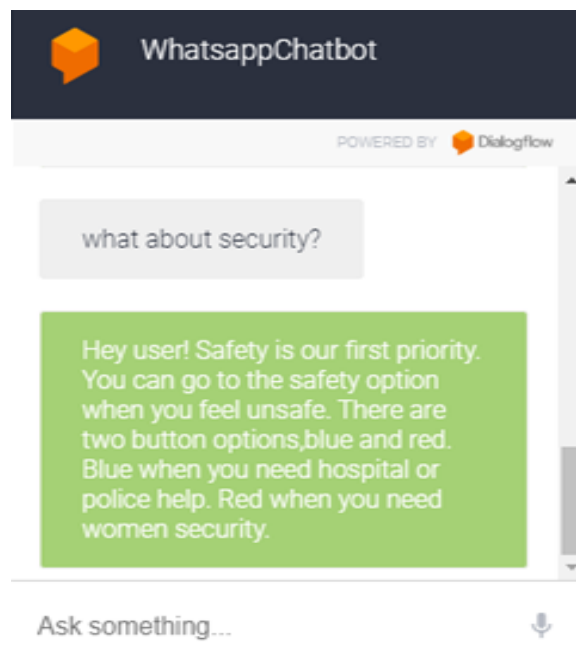 WhatsappChatbot
POWERED BY Dialogflow
what about security?
Hey user! Safety is our first priority.
You can go to the safety option
when you feel unsafe. There are
two button options,blue and red.
Blue when you need hospital or
police help. Red when you need
women security.
Ask something...